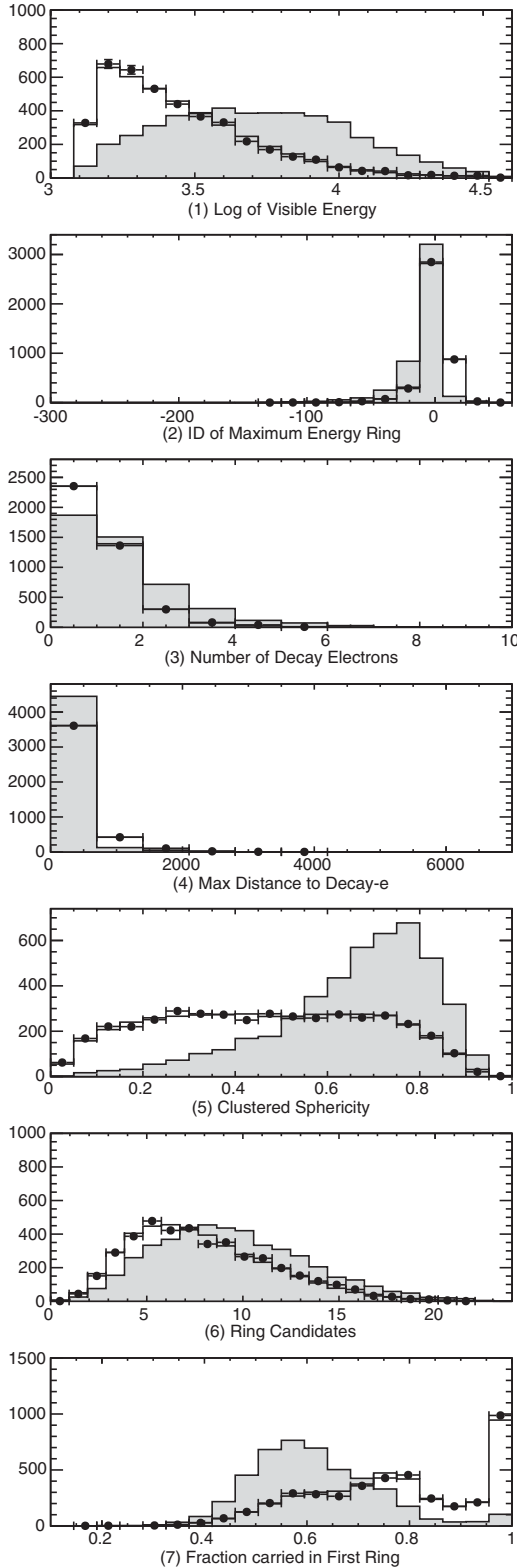 1000
800
600
400
200
0
3 3.5 4 4.5
(1) Log of Visible Energy
3000
2000
1000
0
-300 -200 -100 0
(2) ID of Maximum Energy Ring
2500
2000
1500
1000
500
0
0 2 4 6 8 10
(3) Number of Decay Electrons
4000
3000
2000
1000
0
0 2000 4000 6000
(4) Max Distance to Decay-e
600
400
200
0
0 0.2 0.4 0.6 0.8 1
(5) Clustered Sphericity
1000
800
600
400
200
0
0 5 10 15 20
(6) Ring Candidates
1500
1000
500
0
0.2 0.4 0.6 0.8 1
(7) Fraction carried in First Ring